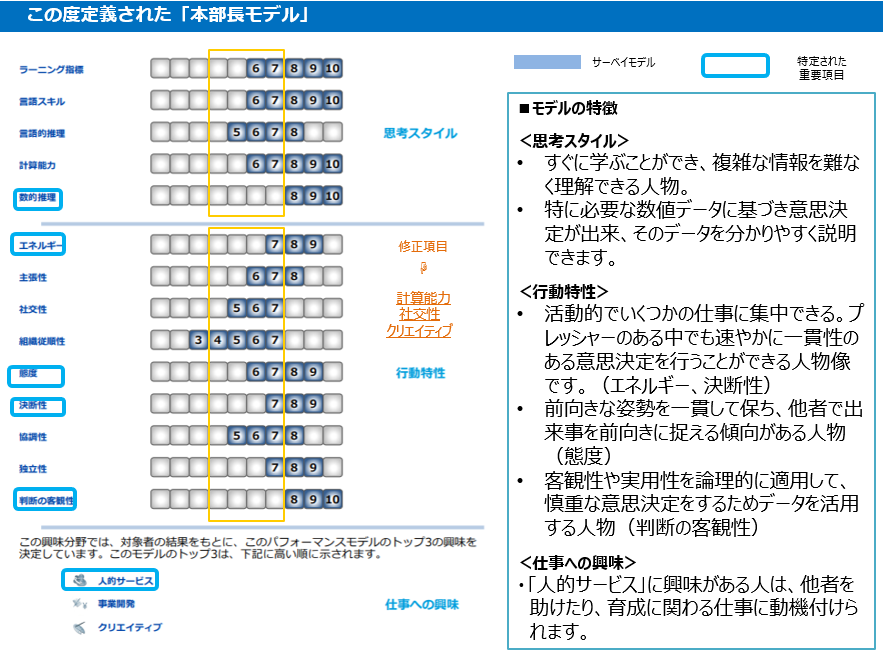 この度定義された「本部長モデル」
ラーニング指標 6 7 8 9 10
言語スキル 6 7 8 9 10
言語的推理 5 6 7 8
計算能力 6 7 8 9 10
数的推理 8 9 10
思考スタイル
エネルギー 7 8 9
主張性 6 7 8
社交性 5 6 7
組織従順性 3 4 5 6 7
態度 6 7 8 9
決断性 7 8 9
協調性 5 6 7 8
独立性 7 8 9
判断の客観性 8 9 10
修正項目
計算能力
社交性
クリエイティブ
行動特性
この興味分野では、対象者の結果をもとに、このパフォーマンスモデルのトップ3の興味を
決定しています。このモデルのトップ3は、下記に高い順に示されます。
人的サービス
事業開発
クリエイティブ
仕事への興味
サーベイモデル
特定された
重要項目
■モデルの特徴
<思考スタイル>
• すぐに学ぶことができ、複雑な情報を難な
く理解できる人物。
• 特に必要な数値データに基づき意思決
定が出来、そのデータを分かりやすく説明
できます。
<行動特性>
• 活動的でいくつかの仕事に集中できる。プ
レッシャーのある中でも速やかに一貫性の
ある意思決定を行うことができる人物像
です。（エネルギー、決断性）
• 前向きな姿勢を一貫して保ち、他者で出
来事を前向きに捉える傾向がある人物
（態度）
• 客観性や実用性を論理的に適用して、
慎重な意思決定をするためデータを活用
する人物（判断の客観性）
<仕事への興味>
・「人的サービス」に興味がある人は、他者を
助けたり、育成に関わる仕事に動機付けら
れます。